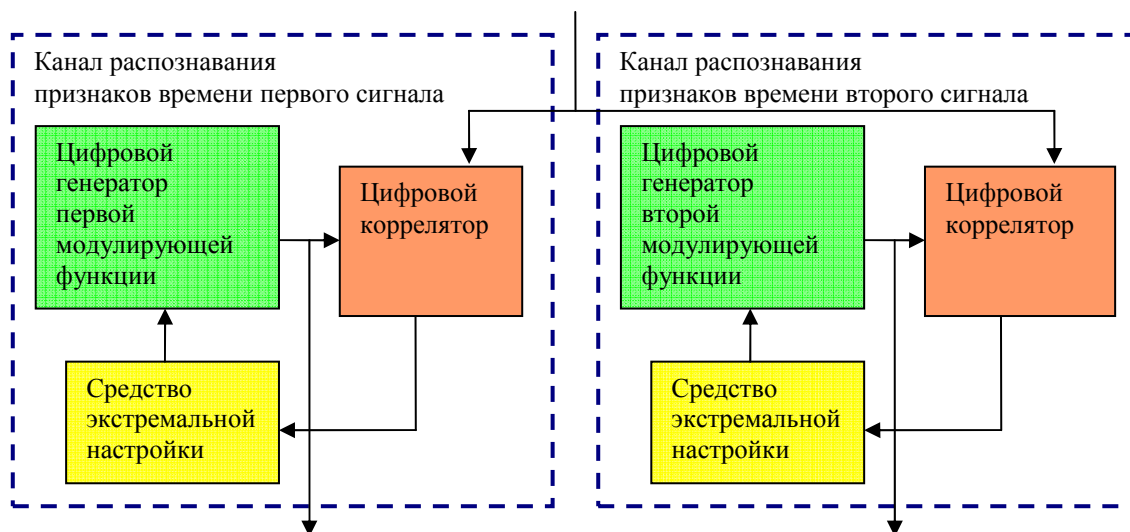 Канал распознавания
признаков времени первого сигнала
Цифровой
генератор
первой
модулирующей
функции
Цифровой
коррелятор
Средство
экстремальной
настройки
Канал распознавания
признаков времени второго сигнала
Цифровой
генератор
второй
модулирующей
функции
Цифровой
коррелятор
Средство
экстремальной
настройки